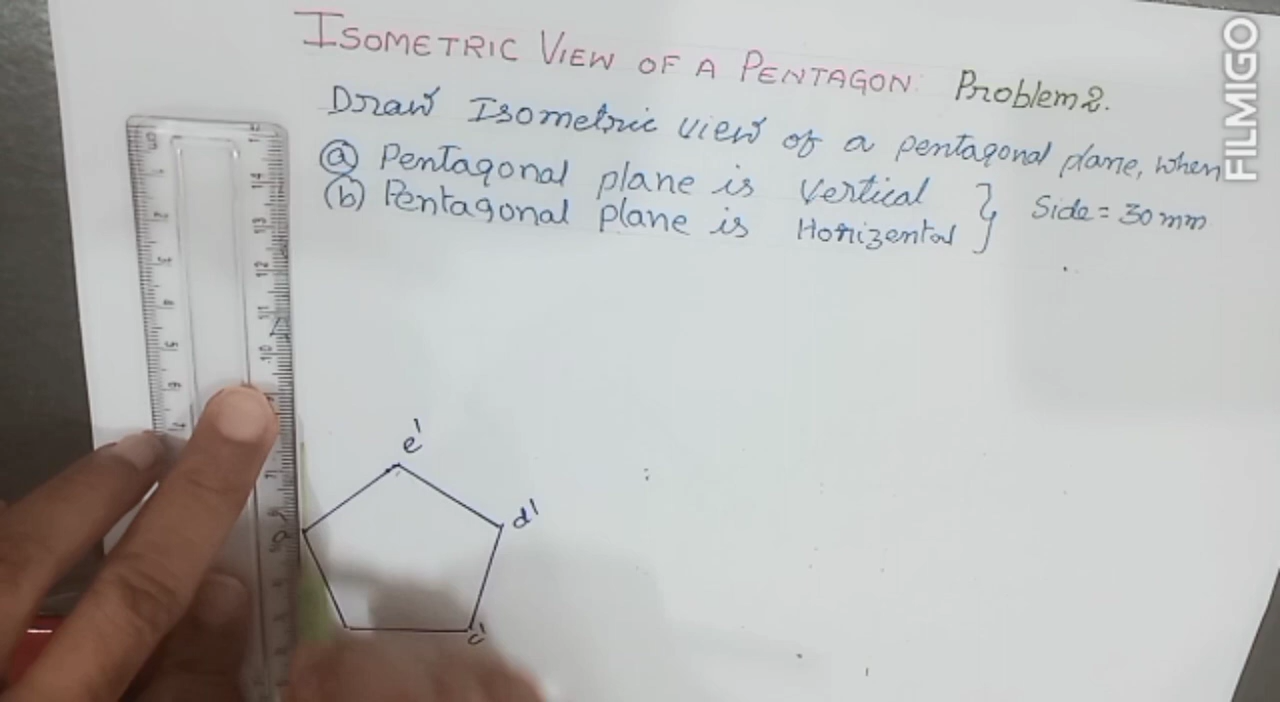 ISOMETRIC VIEW OF A PENTAGON: Problem 2.
Draw Isometric view of a pentagonal plane, when
(a) Pentagonal plane is Vertical } Side = 30 mm
(b) Pentagonal plane is Horizental
e'
d'
c'
FILMIGO